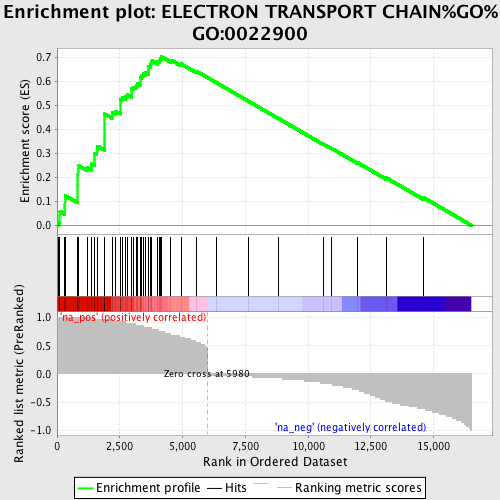 Enrichment plot: ELECTRON TRANSPORT CHAIN%GO%
GO:0022900
Enrichment score (ES)
0.7
0.6
0.5
0.4
0.3
0.2
0.1
0.0
Ranked list metric (PreRanked)
1.0
0.5
0.0
-0.5
-1.0
'na_pos' (positively correlated)
Zero cross at 5980
'na_neg' (negatively correlated)
0
2,500
5,000
7,500
10,000
12,500
15,000
Rank in Ordered Dataset
Enrichment profile
Hits
Ranking metric scores